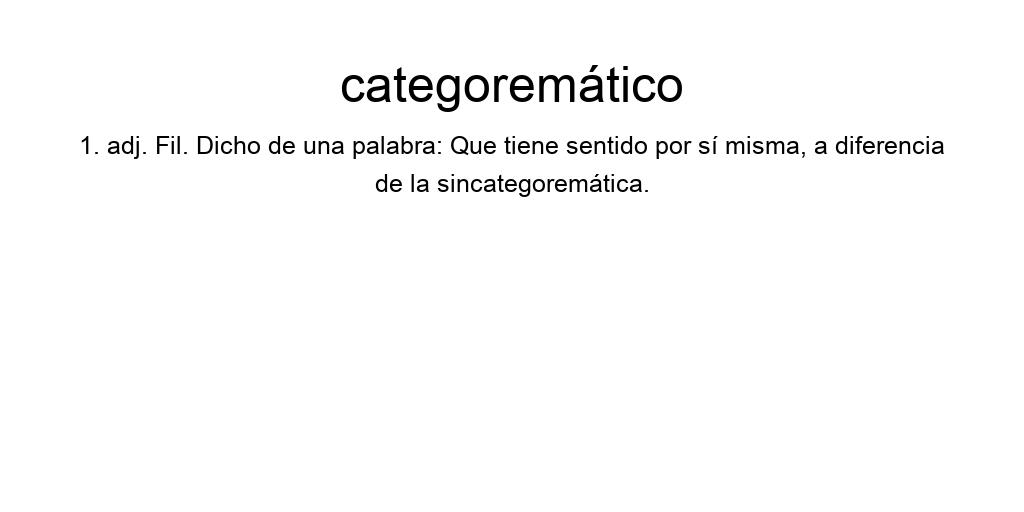 categoremático
1. adj. Fil. Dicho de una palabra: Que tiene sentido por sí misma, a diferencia
de la sincategoremática.